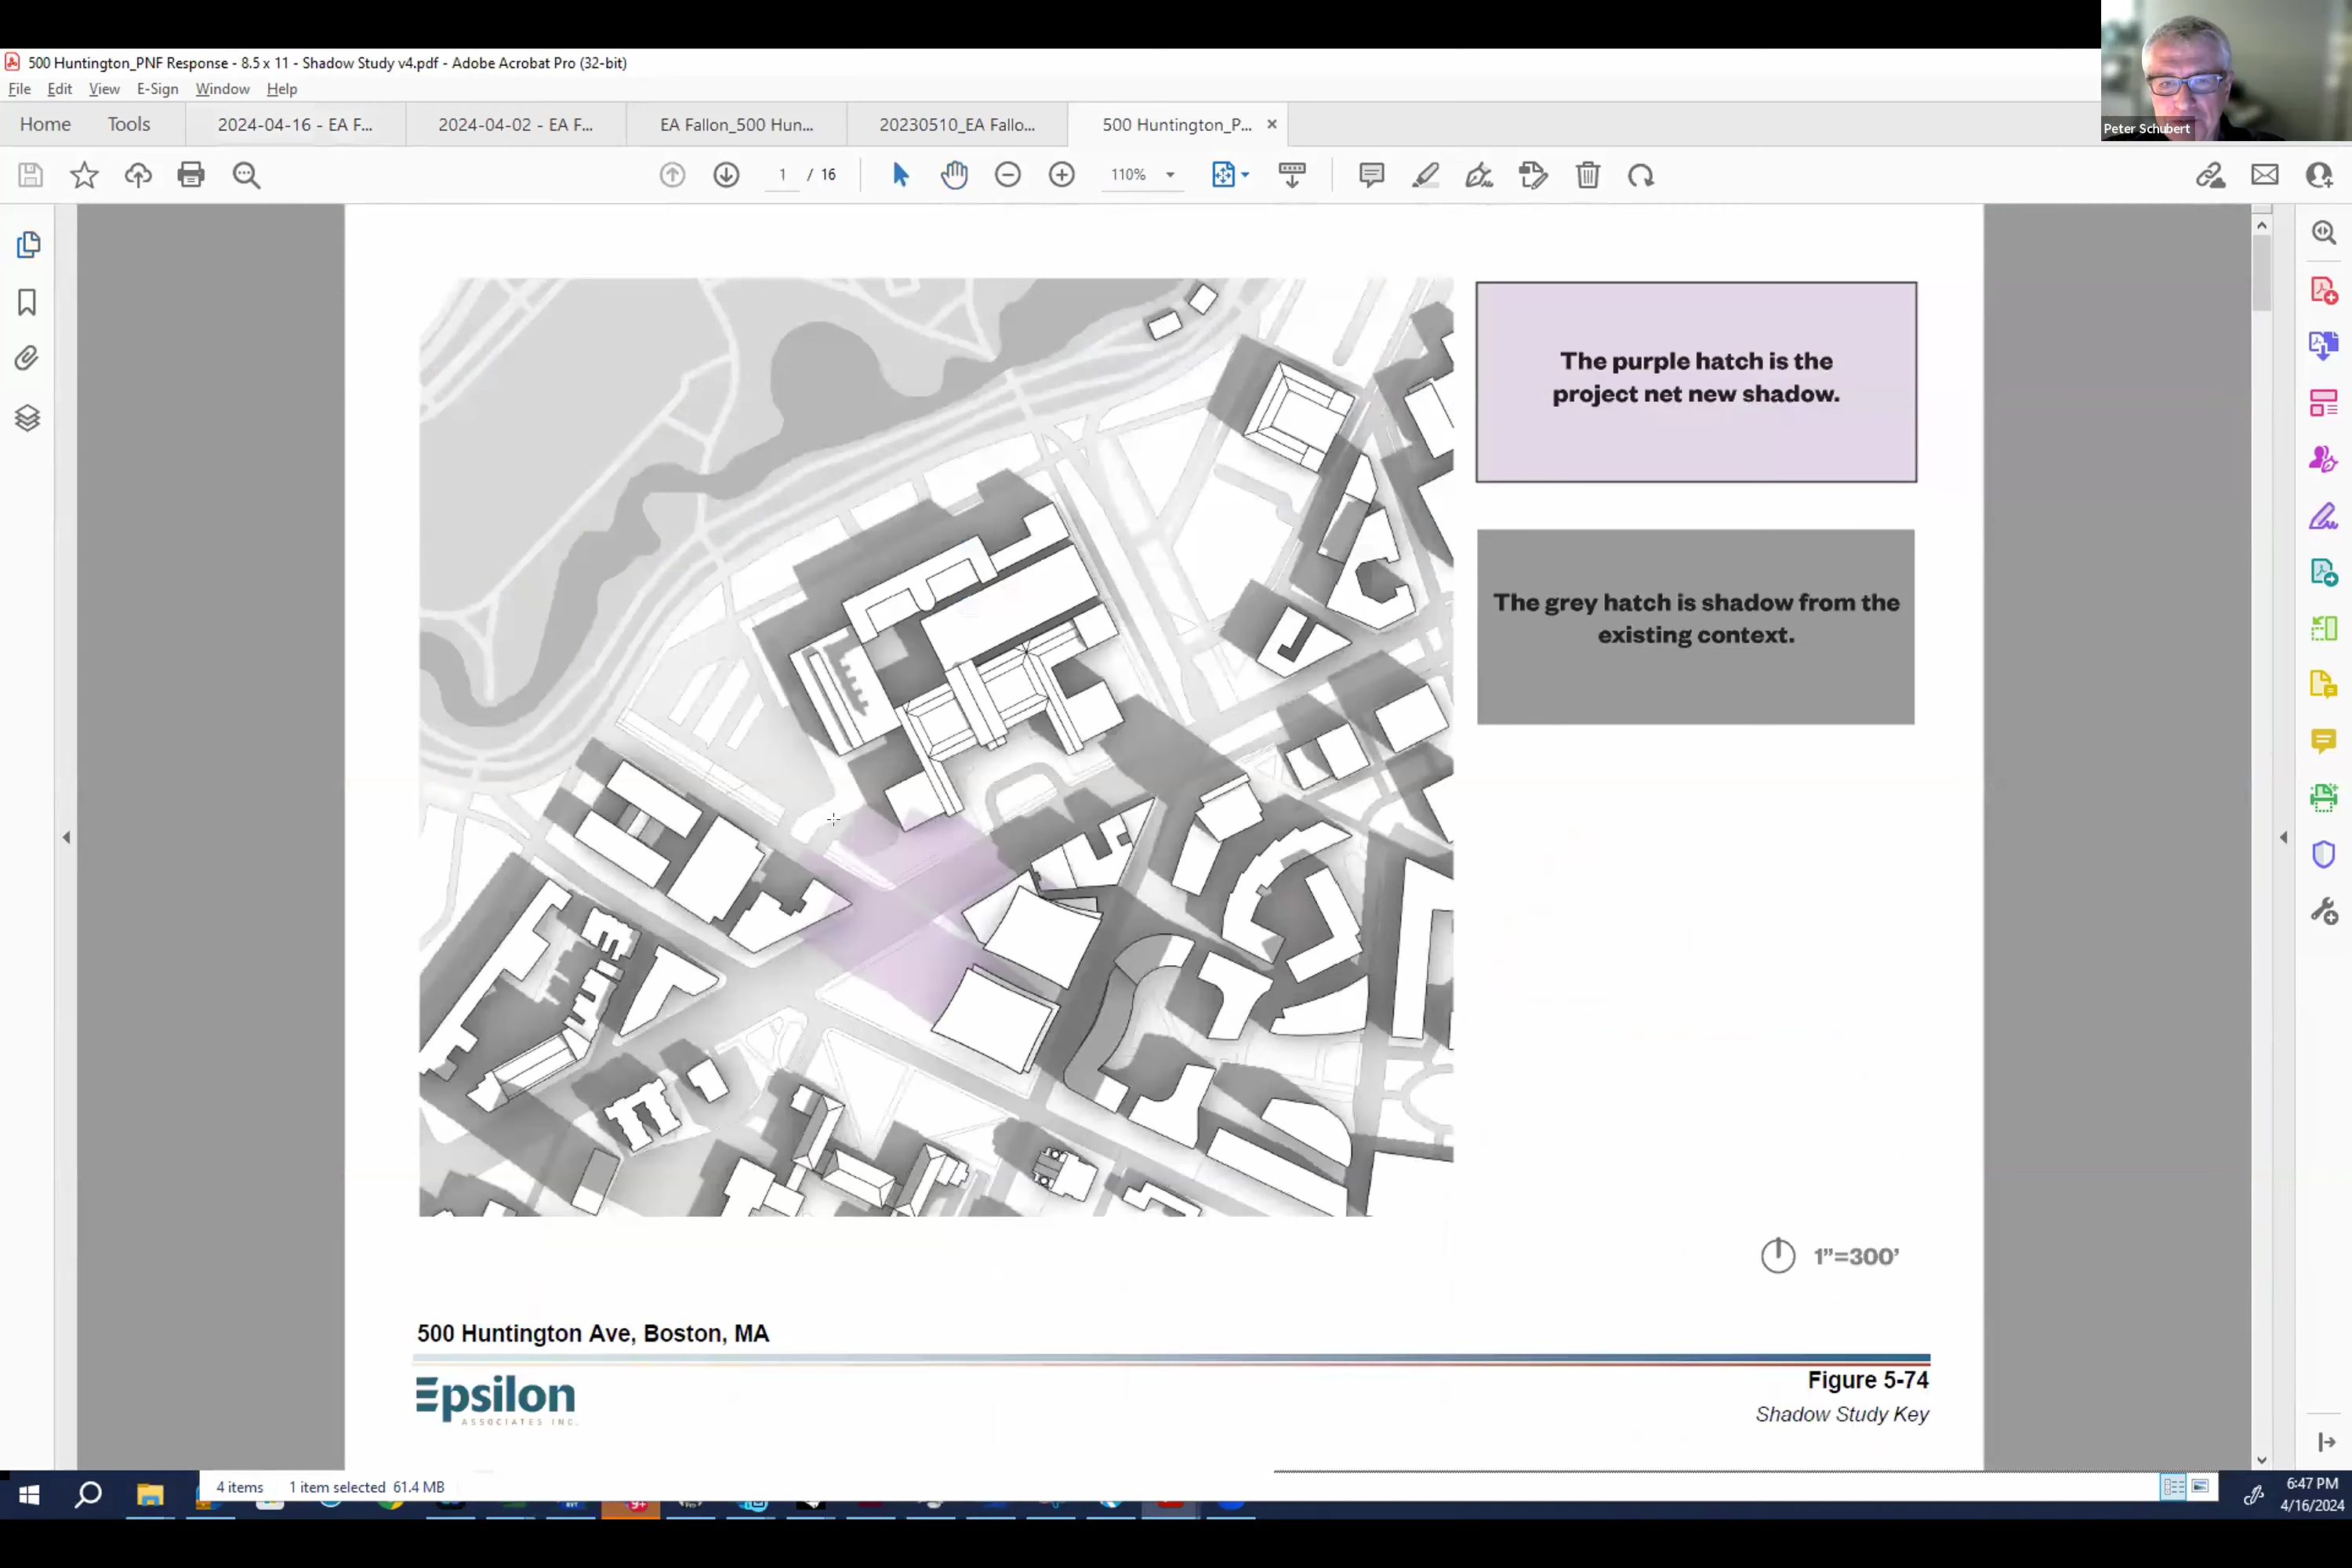 Peter Schubert
500 Huntington_PNF Response - 8.5 x 11 - Shadow Study v4.pdf - Adobe Acrobat Pro (32-bit)
File Edit View E-Sign Window Help
Home Tools 2024-04-16 - EA F... 2024-04-02 - EA F... EA Fallon_500 Hun... 20230510_EA Fallo... 500 Huntington_P... ×
1 / 16 110%
The purple hatch is the
project net new shadow.
The grey hatch is shadow from the
existing context.
1”=300’
500 Huntington Ave, Boston, MA
Epsilon
ASSOCIATES INC.
Figure 5-74
Shadow Study Key
4 items 1 item selected 61.4 MB
6:47 PM
4/16/2024